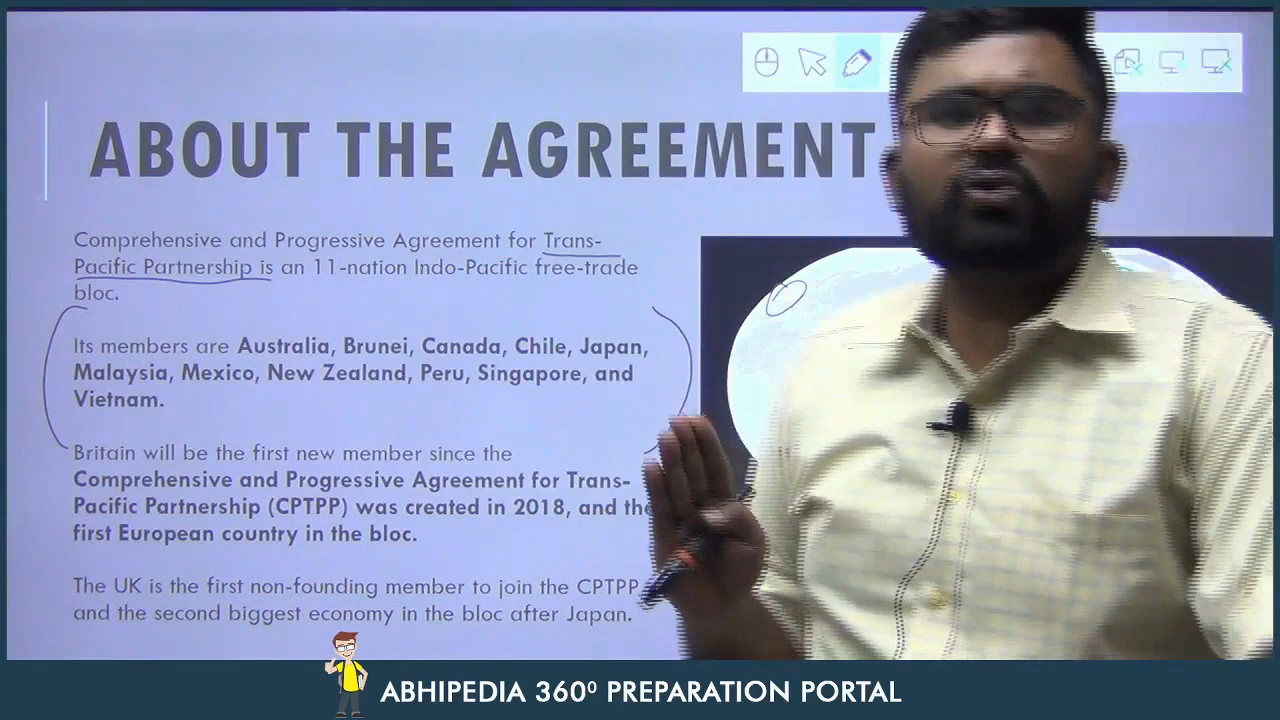 ABOUT THE AGREEMENT
Comprehensive and Progressive Agreement for Trans-
Pacific Partnership is an 11-nation Indo-Pacific free-trade
bloc.
Its members are Australia, Brunei, Canada, Chile, Japan,
Malaysia, Mexico, New Zealand, Peru, Singapore, and
Vietnam.
Britain will be the first new member since the
Comprehensive and Progressive Agreement for Trans-
Pacific Partnership (CPTPP) was created in 2018, and the
first European country in the bloc.
The UK is the first non-founding member to join the CPTPP
and the second biggest economy in the bloc after Japan.
ABHIPEDIA 360⁰ PREPARATION PORTAL